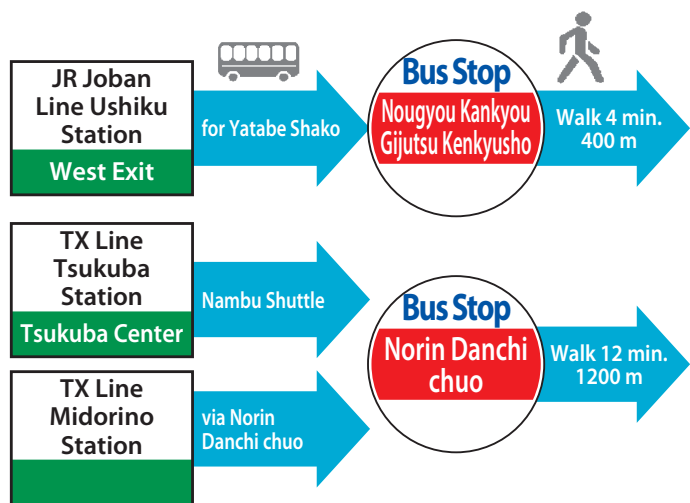 JR Joban
Line Ushiku
Station
West Exit
for Yatabe Shako
Bus Stop
Nougyou Kankyou
Gijutsu Kenkyusho
Walk 4 min.
400 m
TX Line
Tsukuba
Station
Tsukuba Center
Nambu Shuttle
TX Line
Midorino
Station
via Norin
Danchi chuo
Bus Stop
Norin Danchi
chuo
Walk 12 min.
1200 m